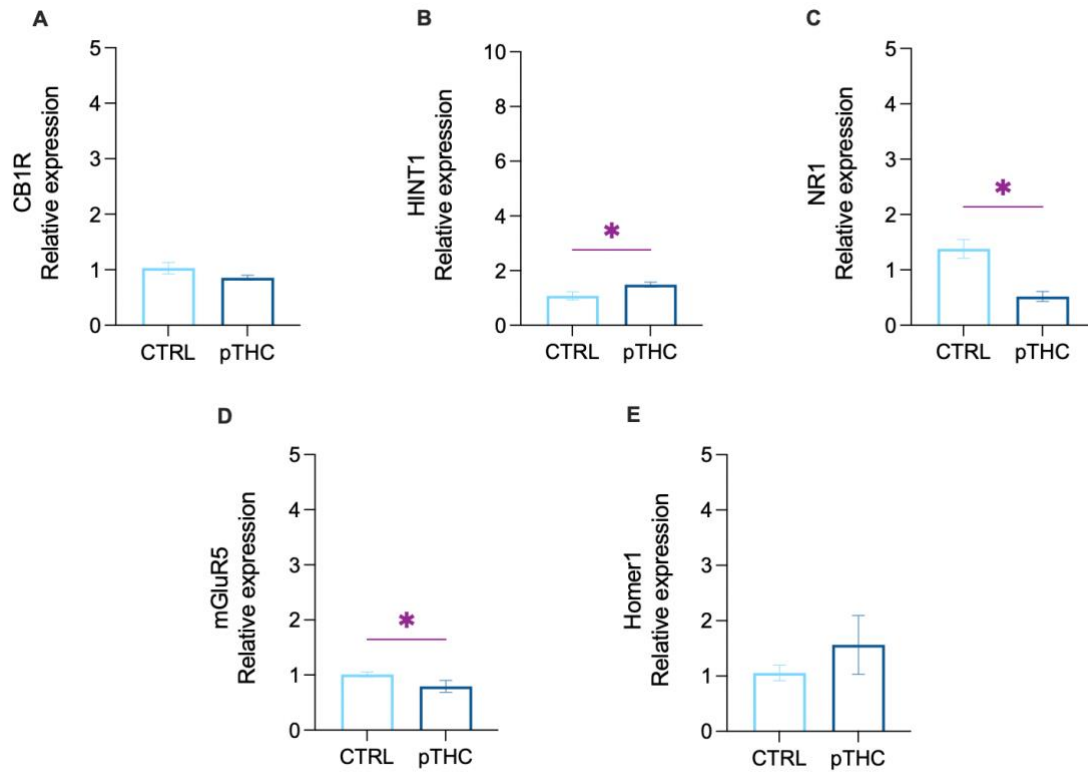 A
CB1R
Relative expression
5
4
3
2
1
0
CTRL
pTHC
B
HINT1
Relative expression
10
8
6
4
2
0
*
CTRL
pTHC
C
NR1
Relative expression
5
4
3
2
1
0
*
CTRL
pTHC
D
mGluR5
Relative expression
5
4
3
2
1
0
*
CTRL
pTHC
E
Homer1
Relative expression
5
4
3
2
1
0
CTRL
pTHC